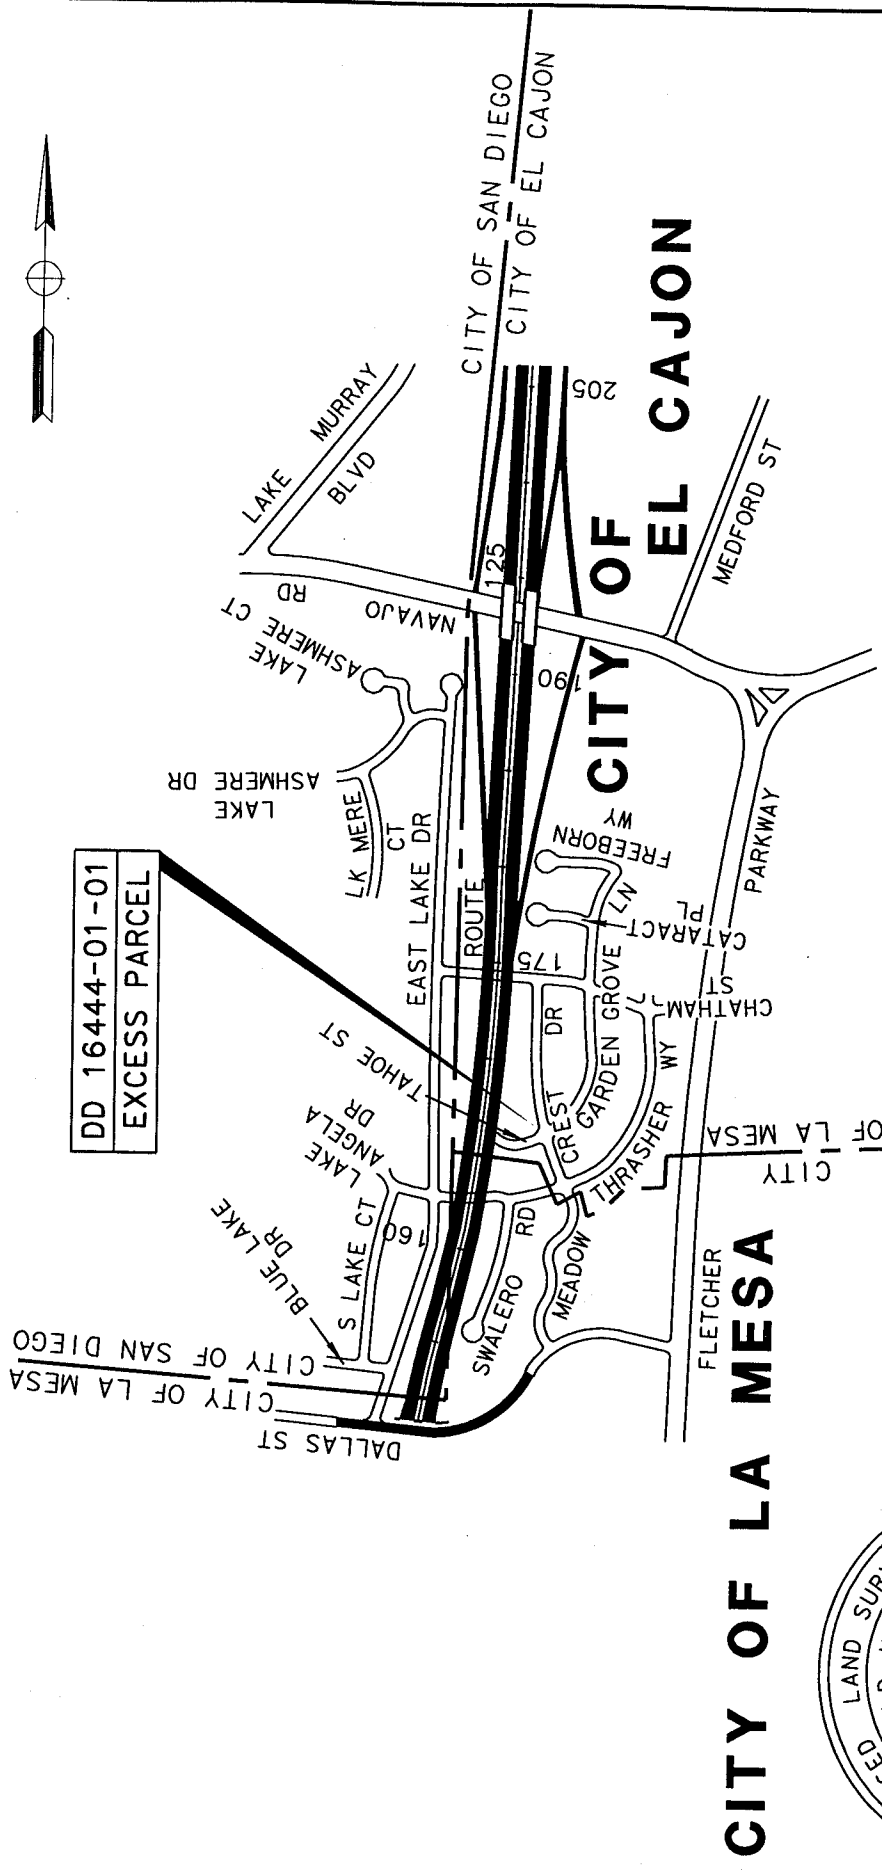 DD 16444-01-01
EXCESS PARCEL
CITY OF SAN DIEGO
CITY OF EL CAJON
LAKE MURRAY
BLVD
NAVAJO
RD
125
205
190
175
160
ROUTE
LAKE
ASHMERE CT
LAKE
ASHMERE DR
LK MERE
CT
EAST LAKE DR
TAHOE ST
LAKE
ANGELA
DR
S LAKE CT
BLUE LAKE
DR
CITY OF SAN DIEGO
CITY OF LA MESA
DALLAS ST
SWALERO
RD
MEADOW
CREST
DR
GARDEN GROVE
LN
FREEBORN
WY
CATARACT
PL
CHATHAM
ST
THRASHER
WY
MEDFORD ST
FLETCHER
PARKWAY
CITY
OF LA MESA
CITY OF
EL CAJON
CITY OF LA MESA
LAND